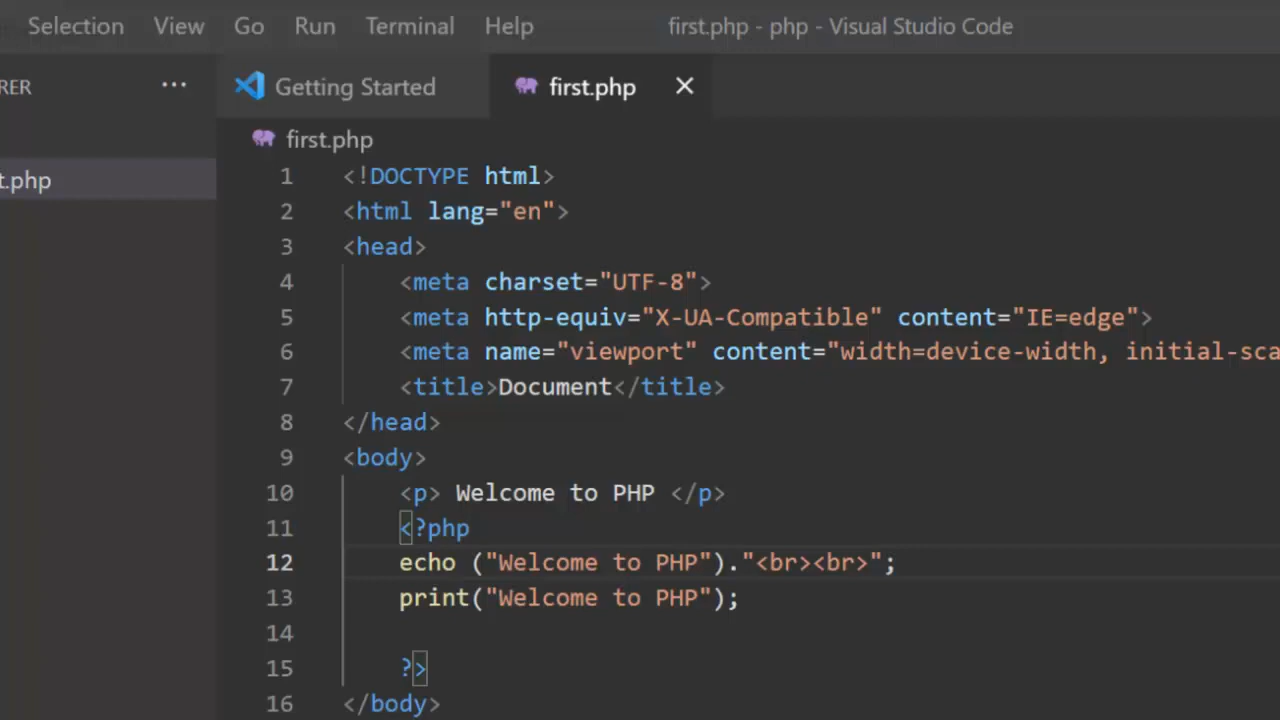 Selection View Go Run Terminal Help first.php - php - Visual Studio Code
RER ··· Getting Started first.php ×
first.php
t.php
1 <!DOCTYPE html>
2 <html lang="en">
3 <head>
4 <meta charset="UTF-8">
5 <meta http-equiv="X-UA-Compatible" content="IE=edge">
6 <meta name="viewport" content="width=device-width, initial-sca
7 <title>Document</title>
8 </head>
9 <body>
10 <p> Welcome to PHP </p>
11 <?php
12 echo ("Welcome to PHP")."<br><br>";
13 print("Welcome to PHP");
14
15 ?>
16 </body>